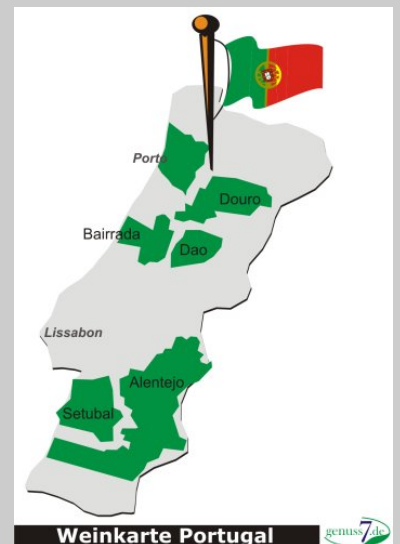 Porto
Douro
Bairrada
Dao
Lissabon
Alentejo
Setubal
Weinkarte Portugal
genuss7.de